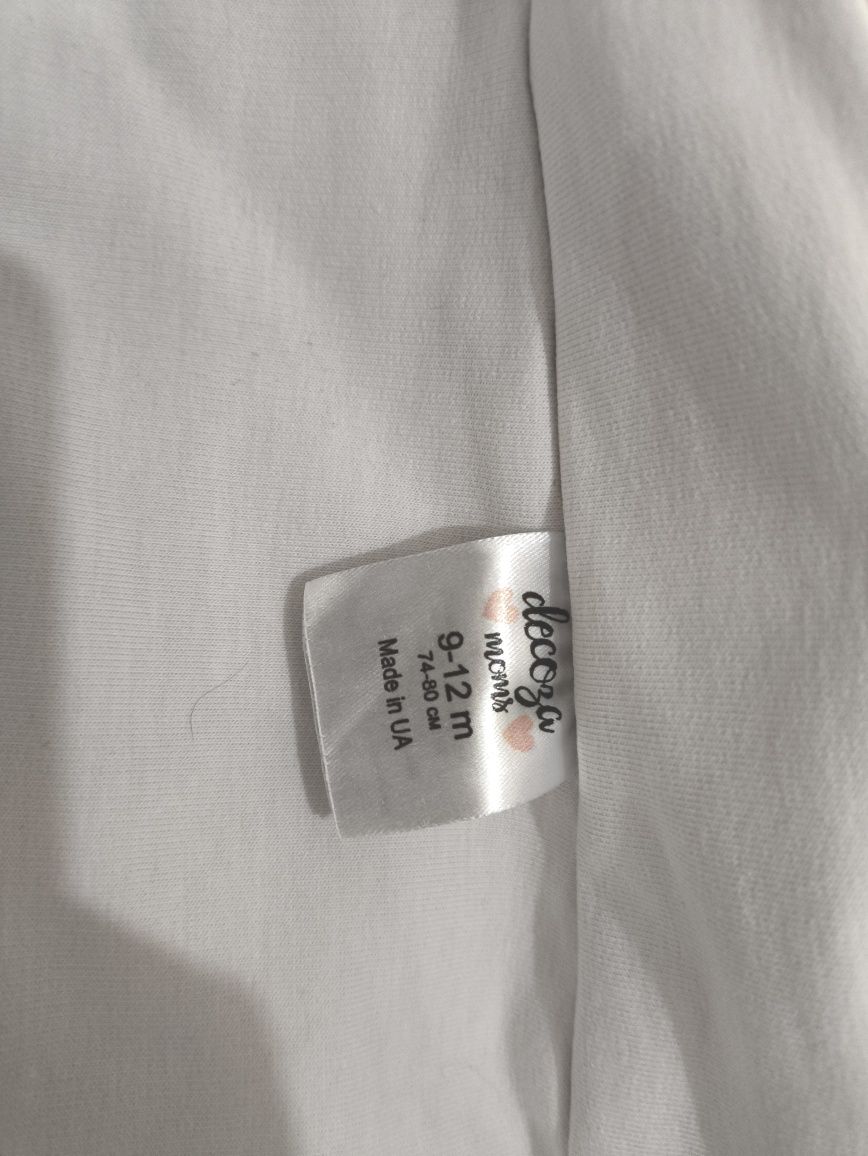 decoza
moms
9-12 m
74-80 см
Made in UA